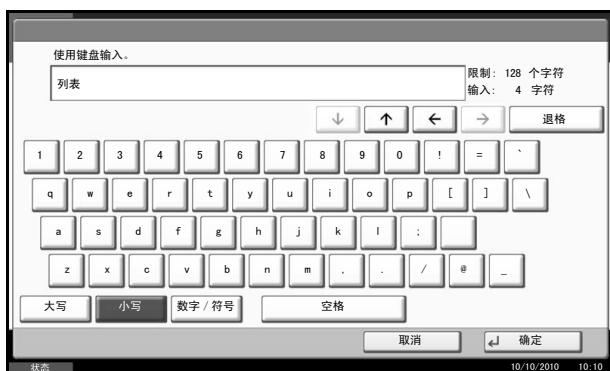 使用键盘输入。
列表
限制: 128 个字符
输入: 4 字符
↓ ↑ ← → 退格
1 2 3 4 5 6 7 8 9 0 ! = `
q w e r t y u i o p [ ] \
a s d f g h j k l ;
z x c v b n m , . / @ _
大写 小写 数字 / 符号 空格
取消 确定
状态 10/10/2010 10:10